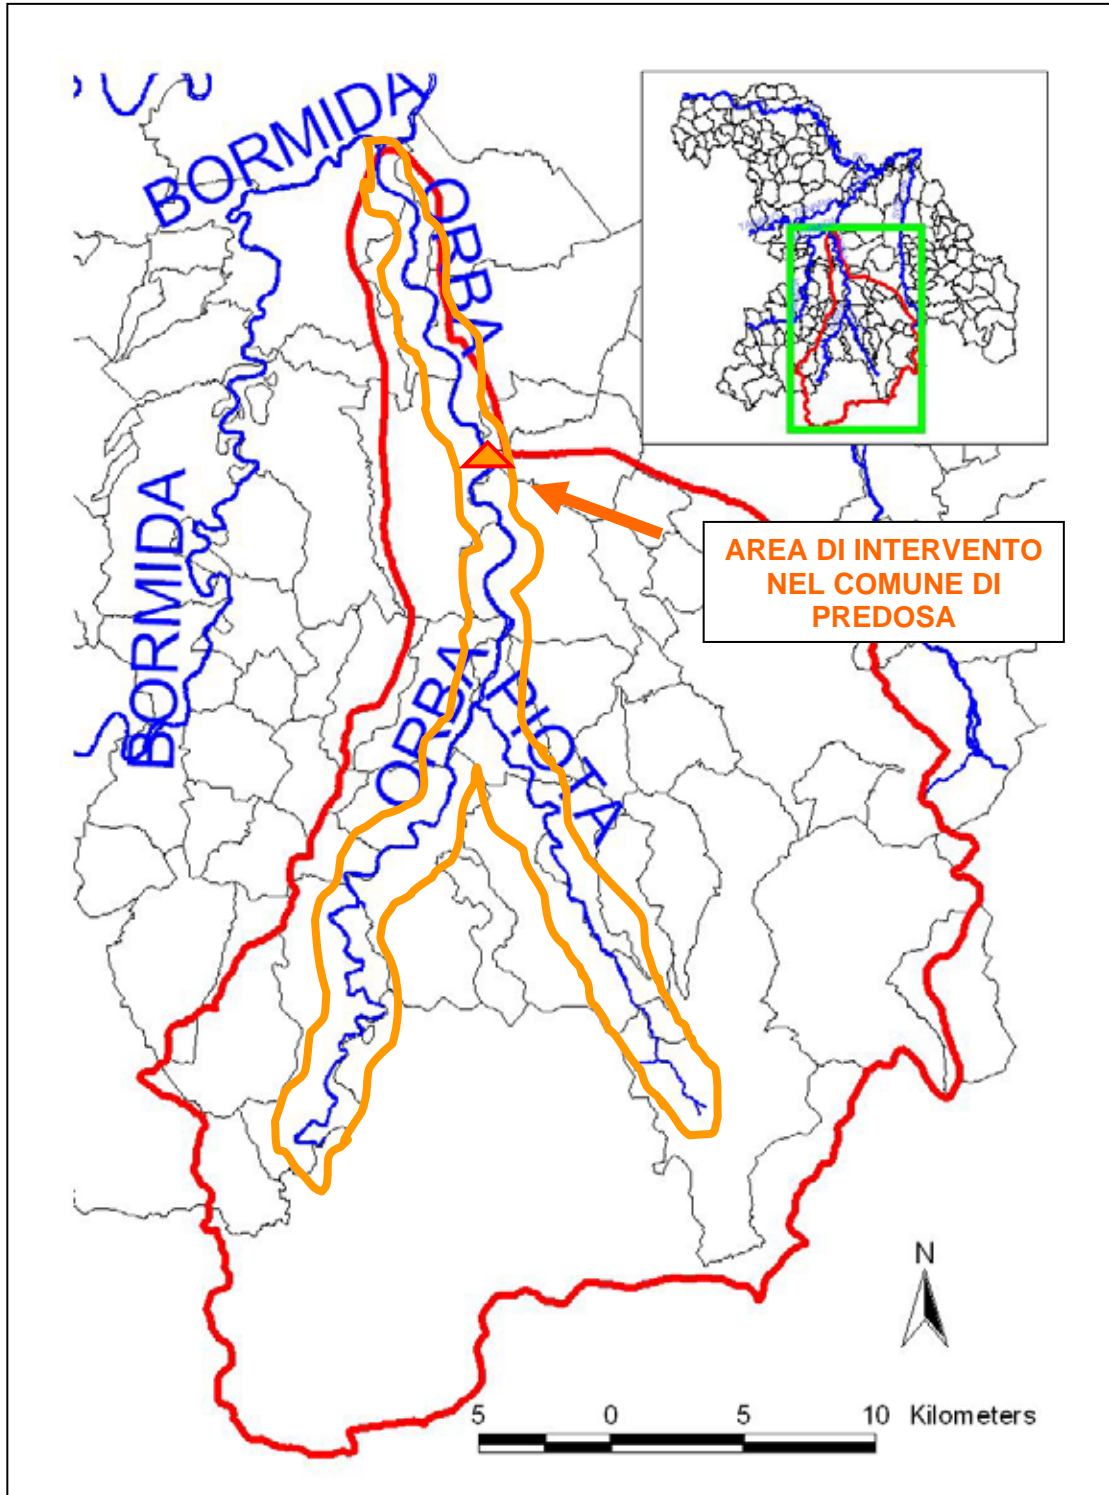 BORMIDA
ORBA
BORMIDA
AREA DI INTERVENTO
NEL COMUNE DI
PREDOSA
ORBA
PIOTA
N
5 0 5 10 Kilometers